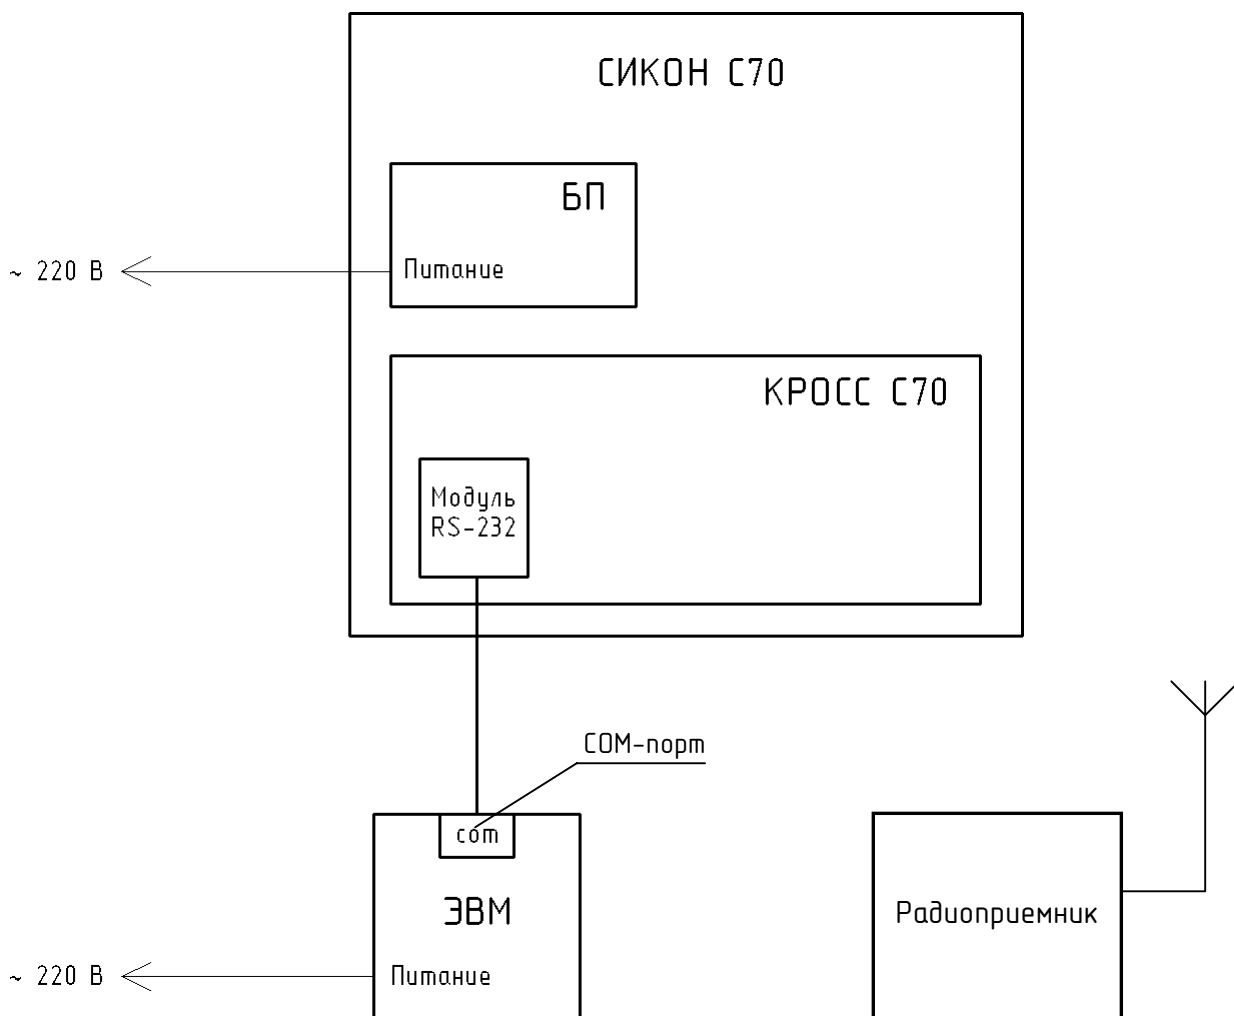 СИКОН С70
БП
~ 220 В
Питание
КРОСС С70
Модуль
RS-232
COM-порт
com
ЭВМ
Радиоприемник
~ 220 В
Питание